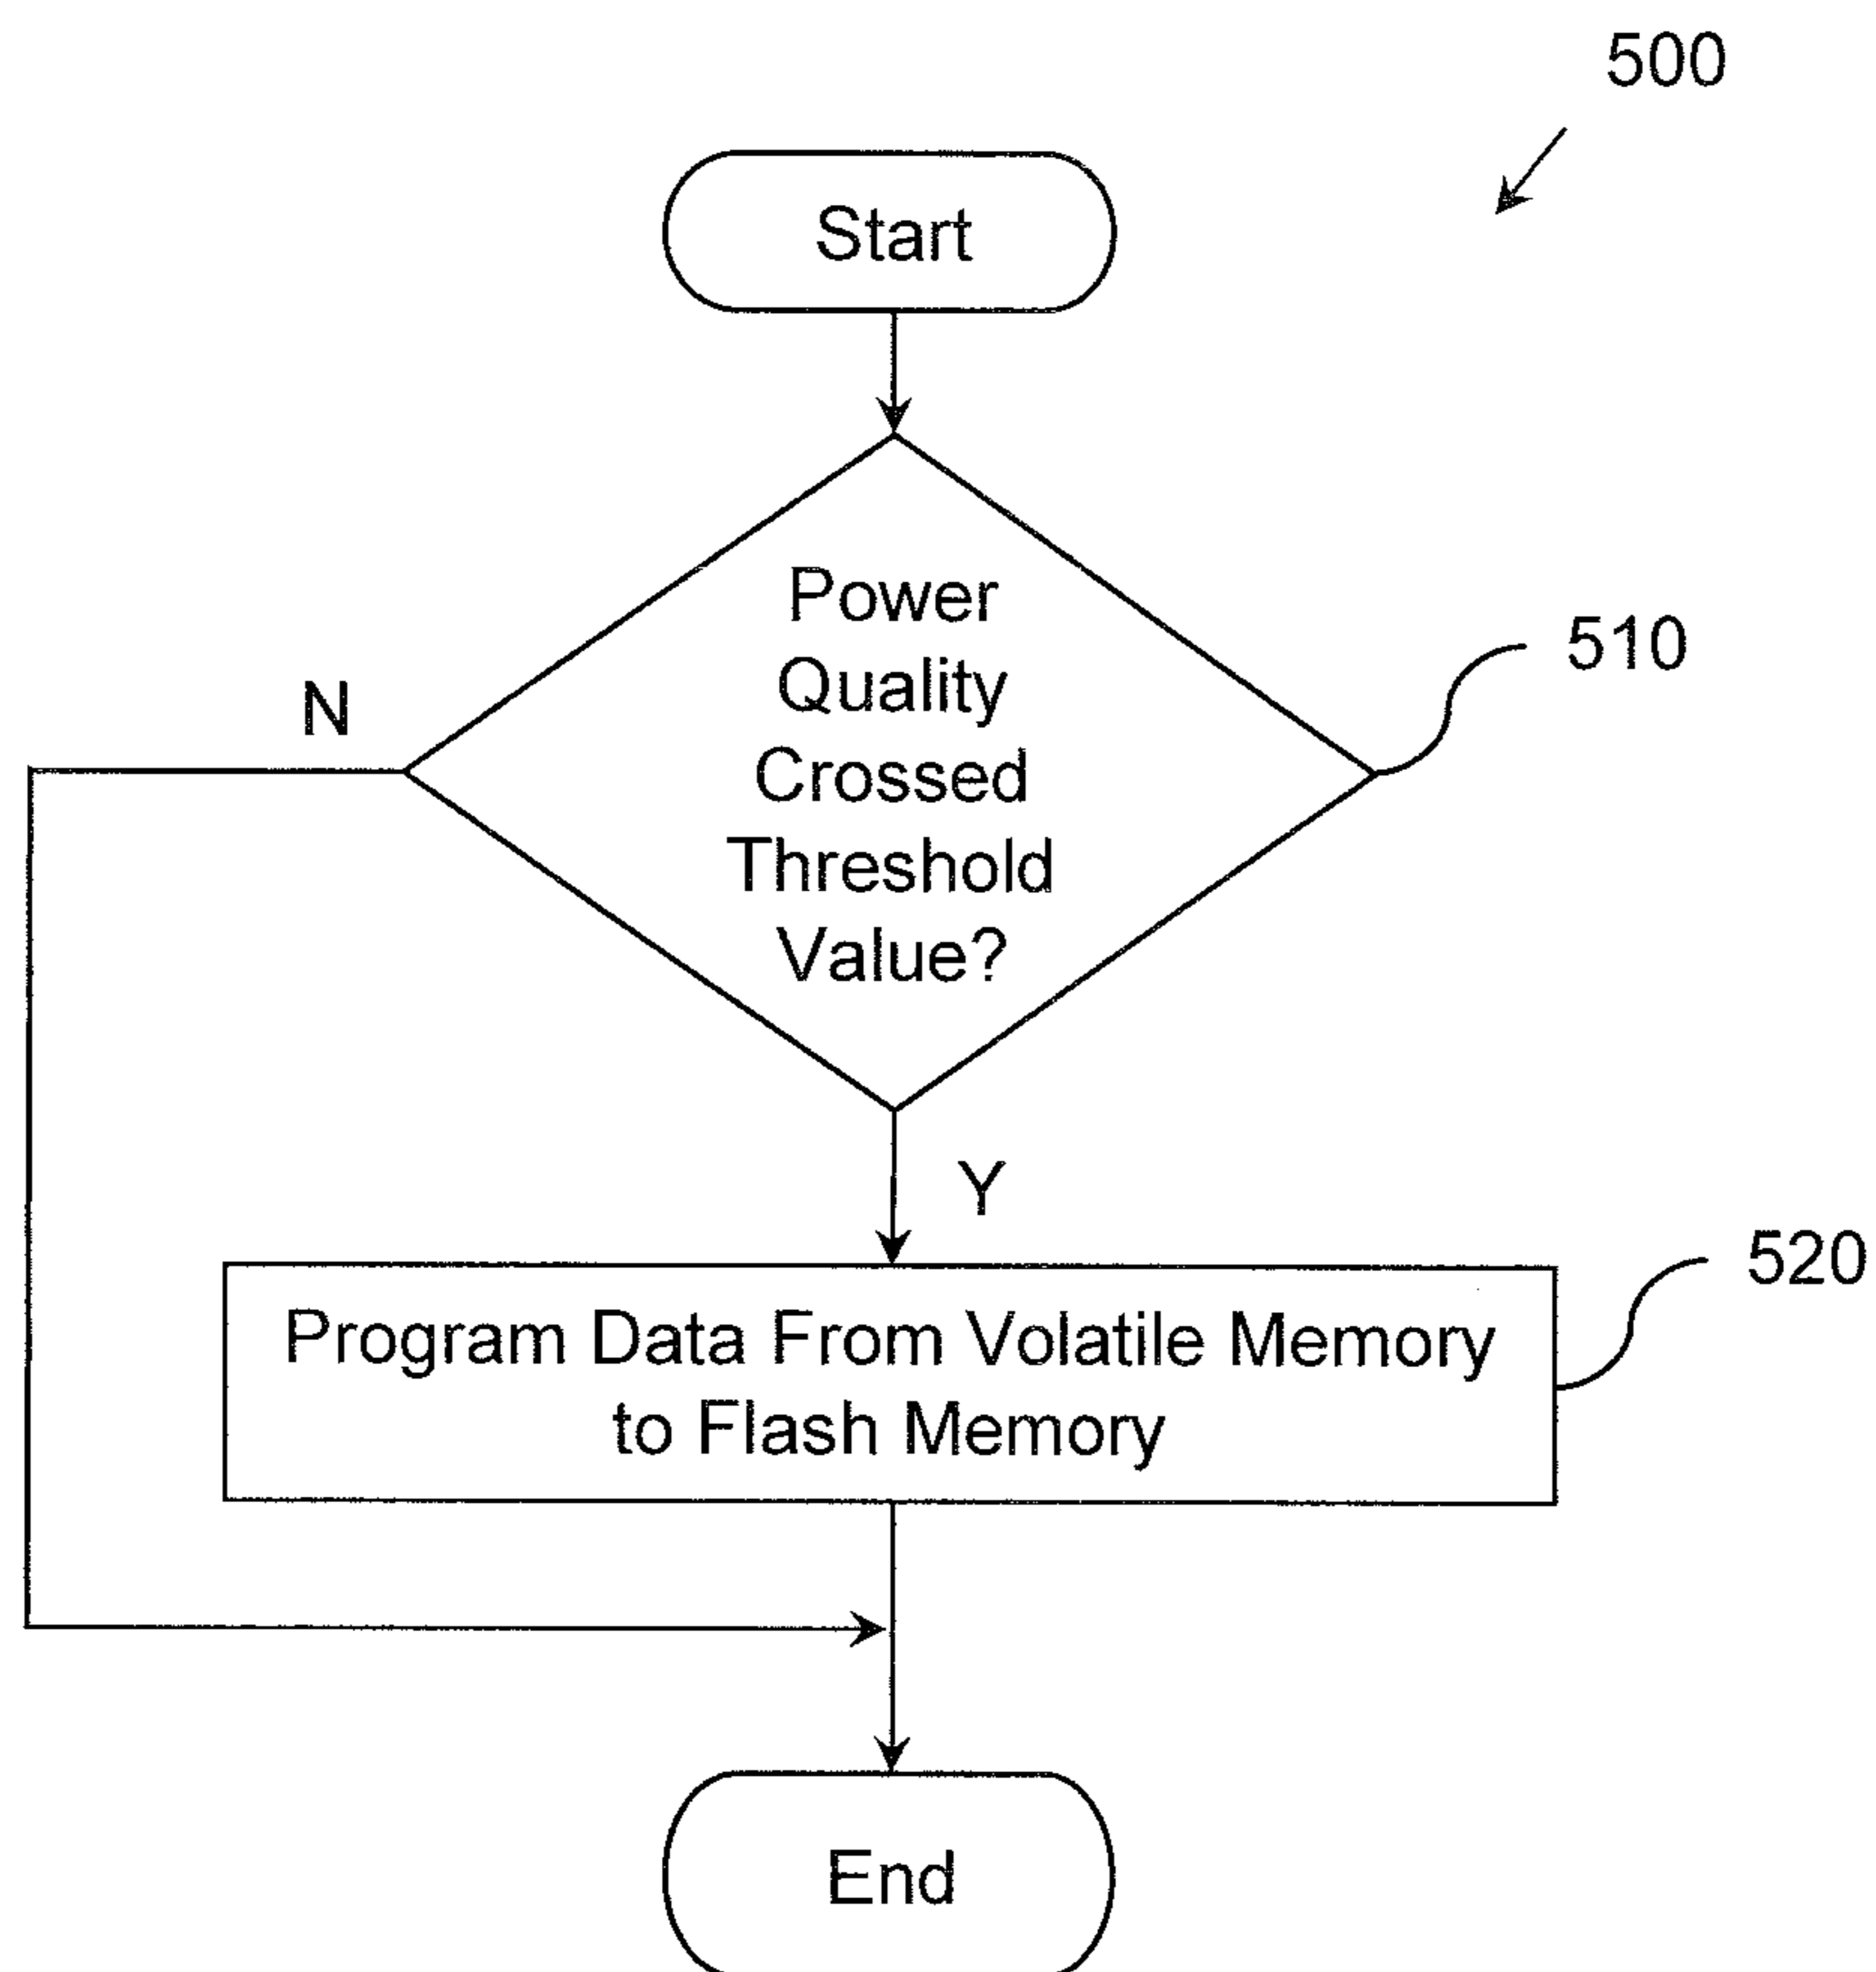 500
Start
Power
Quality
Crossed
Threshold
Value?
510
N
Y
520
Program Data From Volatile Memory
to Flash Memory
End